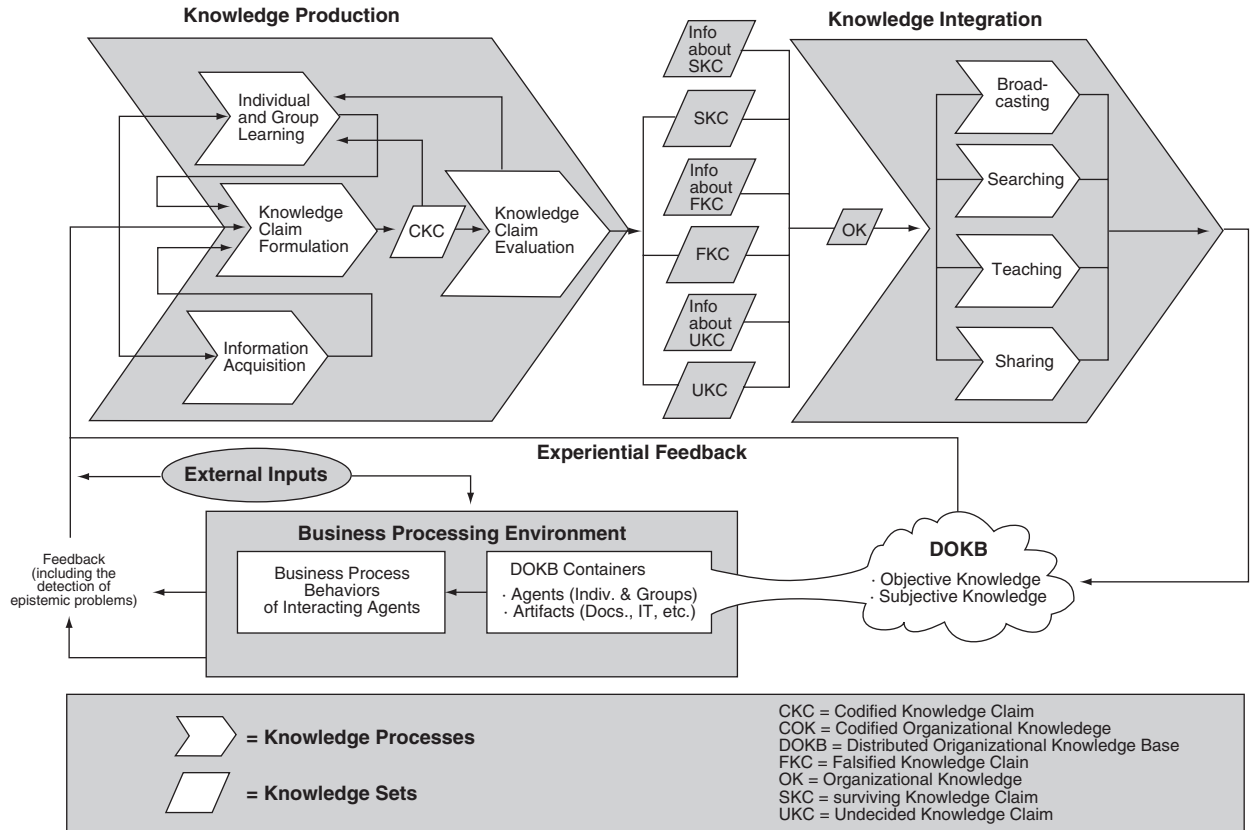 Knowledge Production
Knowledge Integration
Individual
and Group
Learning
Knowledge
Claim
Formulation
CKC
Knowledge
Claim
Evaluation
Information
Acquisition
Info
about
SKC
SKC
Info
about
FKC
FKC
Info
about
UKC
UKC
OK
Broad-
casting
Searching
Teaching
Sharing
Experiential Feedback
External Inputs
Business Processing Environment
Business Process
Behaviors
of Interacting Agents
DOKB Containers
· Agents (Indiv. & Groups)
· Artifacts (Docs., IT, etc.)
DOKB
· Objective Knowledge
· Subjective Knowledge
Feedback
(including the
detection of
epistemic problems)
= Knowledge Processes
= Knowledge Sets
CKC = Codified Knowledge Claim
COK = Codified Organizational Knowledege
DOKB = Distributed Origanizational Knowledge Base
FKC = Falsified Knowledge Clain
OK = Organizational Knowledge
SKC = surviving Knowledge Claim
UKC = Undecided Knowledge Claim